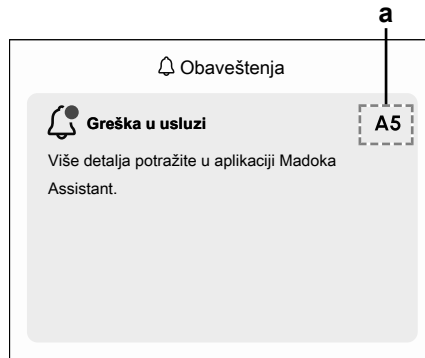 a
Obaveštenja
Greška u usluzi
A5
Više detalja potražite u aplikaciji Madoka
Assistant.